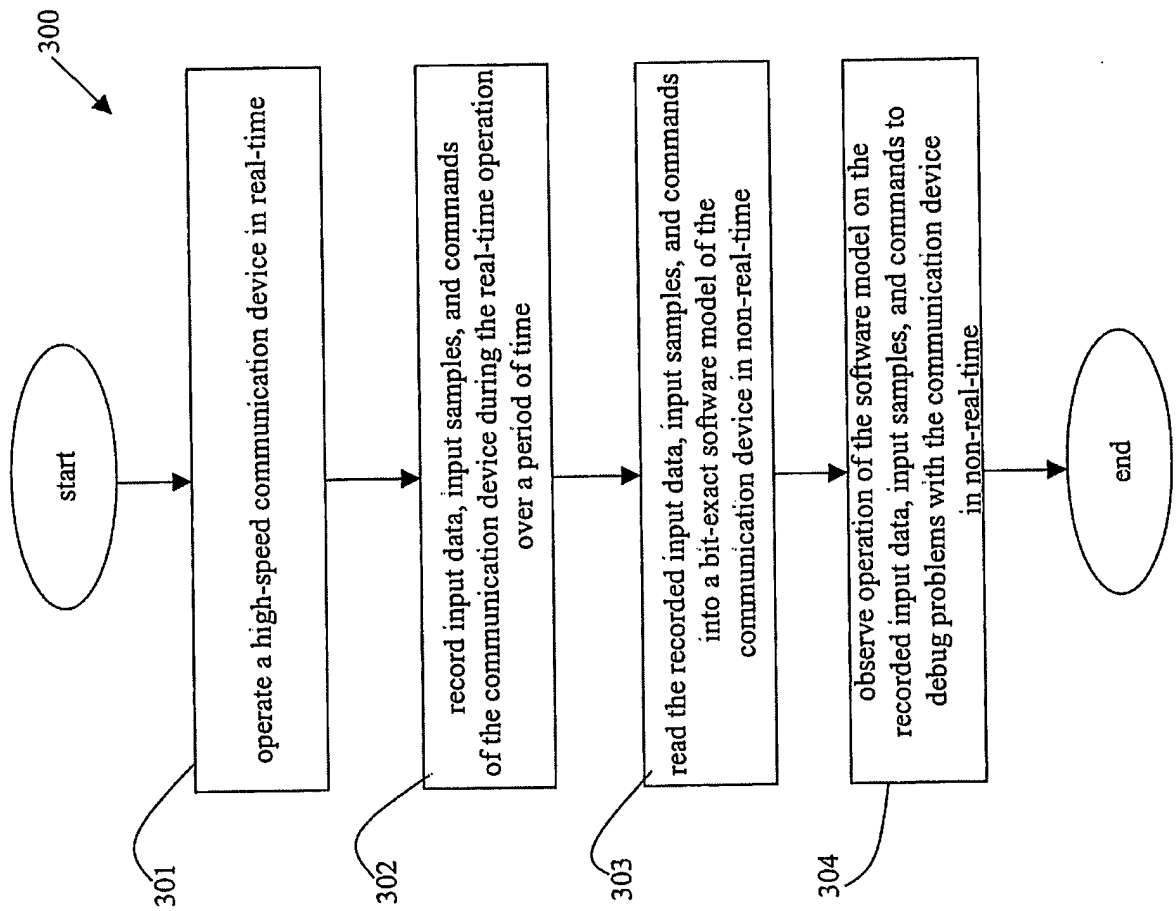 300
start
301
operate a high-speed communication device in real-time
302
record input data, input samples, and commands
of the communication device during the real-time operation
over a period of time
303
read the recorded input data, input samples, and commands
into a bit-exact software model of the
communication device in non-real-time
304
observe operation of the software model on the
recorded input data, input samples, and commands to
debug problems with the communication device
in non-real-time
end